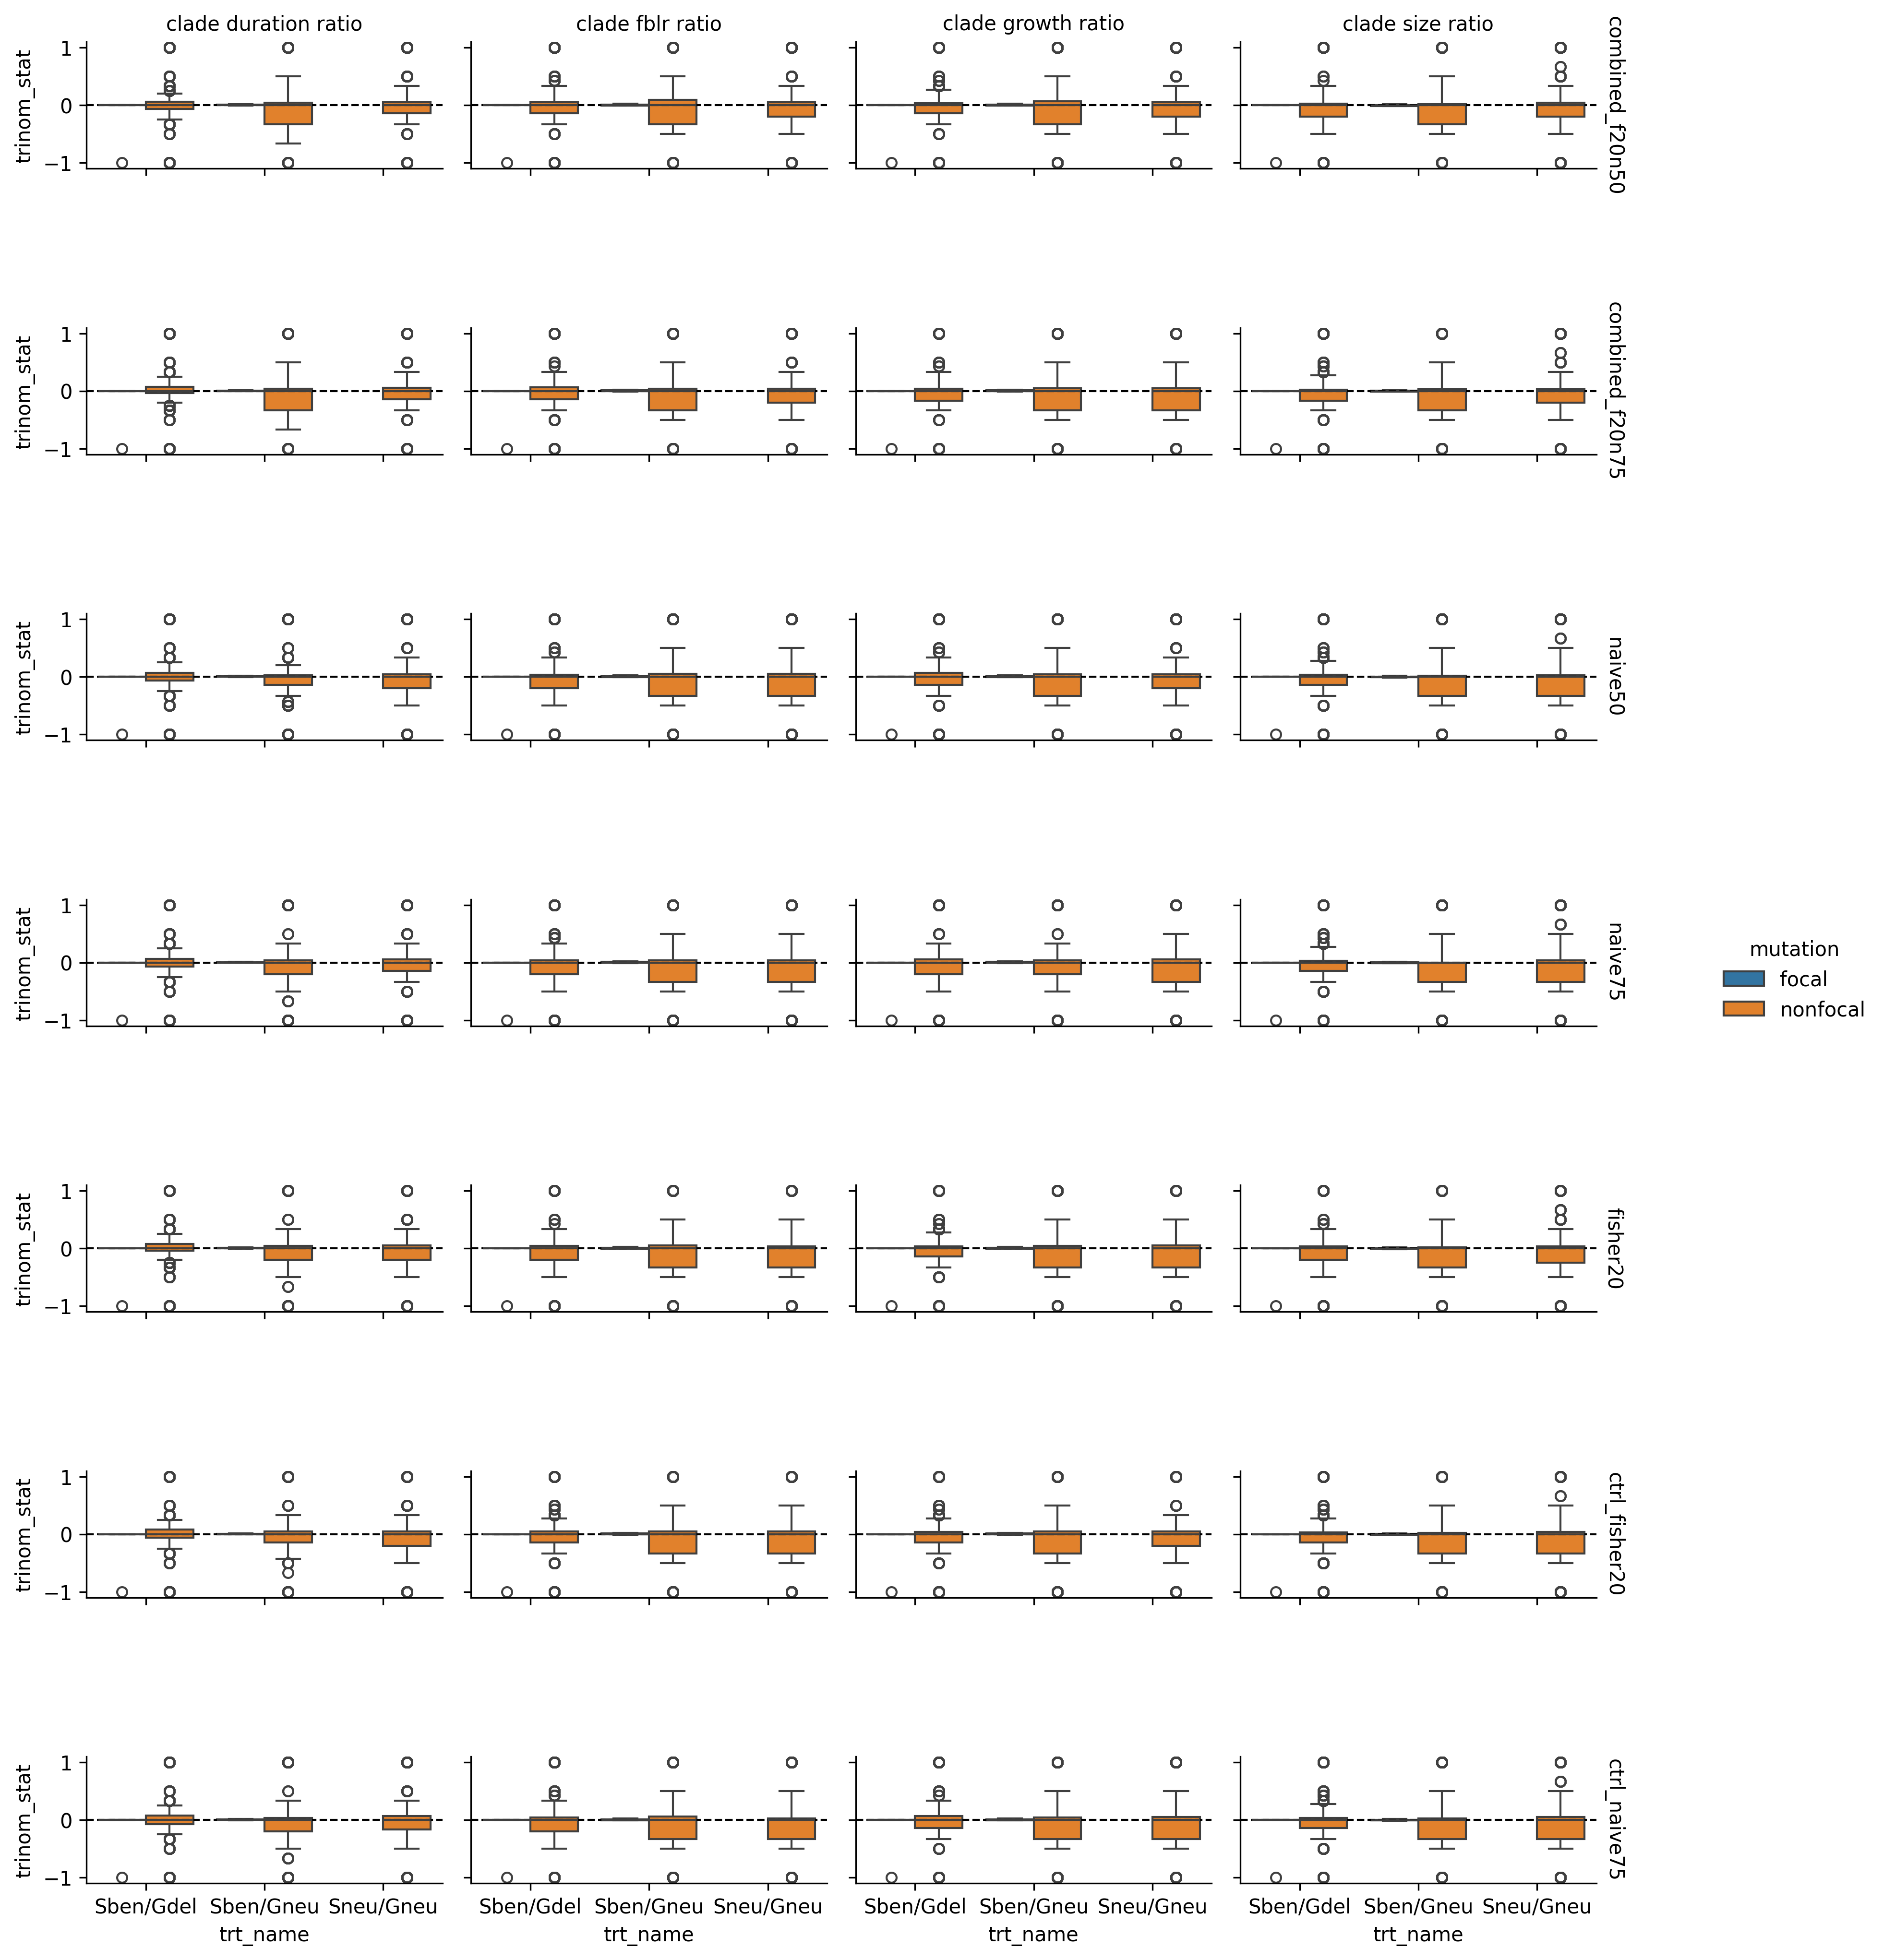 clade duration ratio
clade fblr ratio
clade growth ratio
clade size ratio
trinom_stat
1
0
−1
combined_f20n50
trinom_stat
1
0
−1
combined_f20n75
trinom_stat
1
0
−1
naive50
trinom_stat
1
0
−1
naive75
mutation
focal
nonfocal
trinom_stat
1
0
−1
fisher20
trinom_stat
1
0
−1
ctrl_fisher20
trinom_stat
1
0
−1
ctrl_naive75
Sben/Gdel Sben/Gneu Sneu/Gneu
trt_name
Sben/Gdel Sben/Gneu Sneu/Gneu
trt_name
Sben/Gdel Sben/Gneu Sneu/Gneu
trt_name
Sben/Gdel Sben/Gneu Sneu/Gneu
trt_name